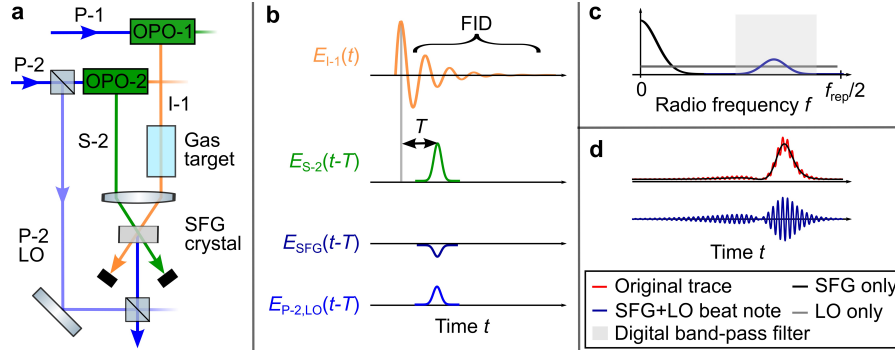 a
P-1
OPO-1
P-2
OPO-2
I-1
S-2
Gas
target
P-2
LO
SFG
crystal
b
FID
E_I-1(t)
T
E_S-2(t-T)
E_SFG(t-T)
E_P-2,LO(t-T)
Time t
c
0
f_rep/2
Radio frequency f
d
Time t
Original trace
SFG only
SFG+LO beat note
LO only
Digital band-pass filter